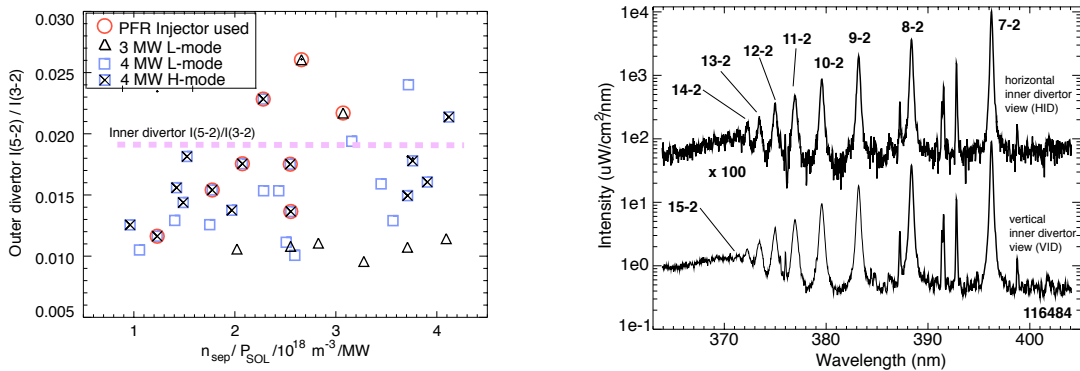 0.030
0.025
0.020
0.015
0.010
0.005
Outer divertor I(5-2) / I(3-2)
PFR Injector used
3 MW L-mode
4 MW L-mode
4 MW H-mode
Inner divertor I(5-2)/I(3-2)
1 2 3 4
n_sep / P_SOL /10^18 m^-3 /MW
Intensity (uW/cm²/nm)
1e4
1e3
1e2
1e1
1e0
1e-1
7-2
8-2
9-2
10-2
11-2
12-2
13-2
14-2
horizontal
inner divertor
view (HID)
x 100
15-2
vertical
inner divertor
view (VID)
116484
370 380 390 400
Wavelength (nm)